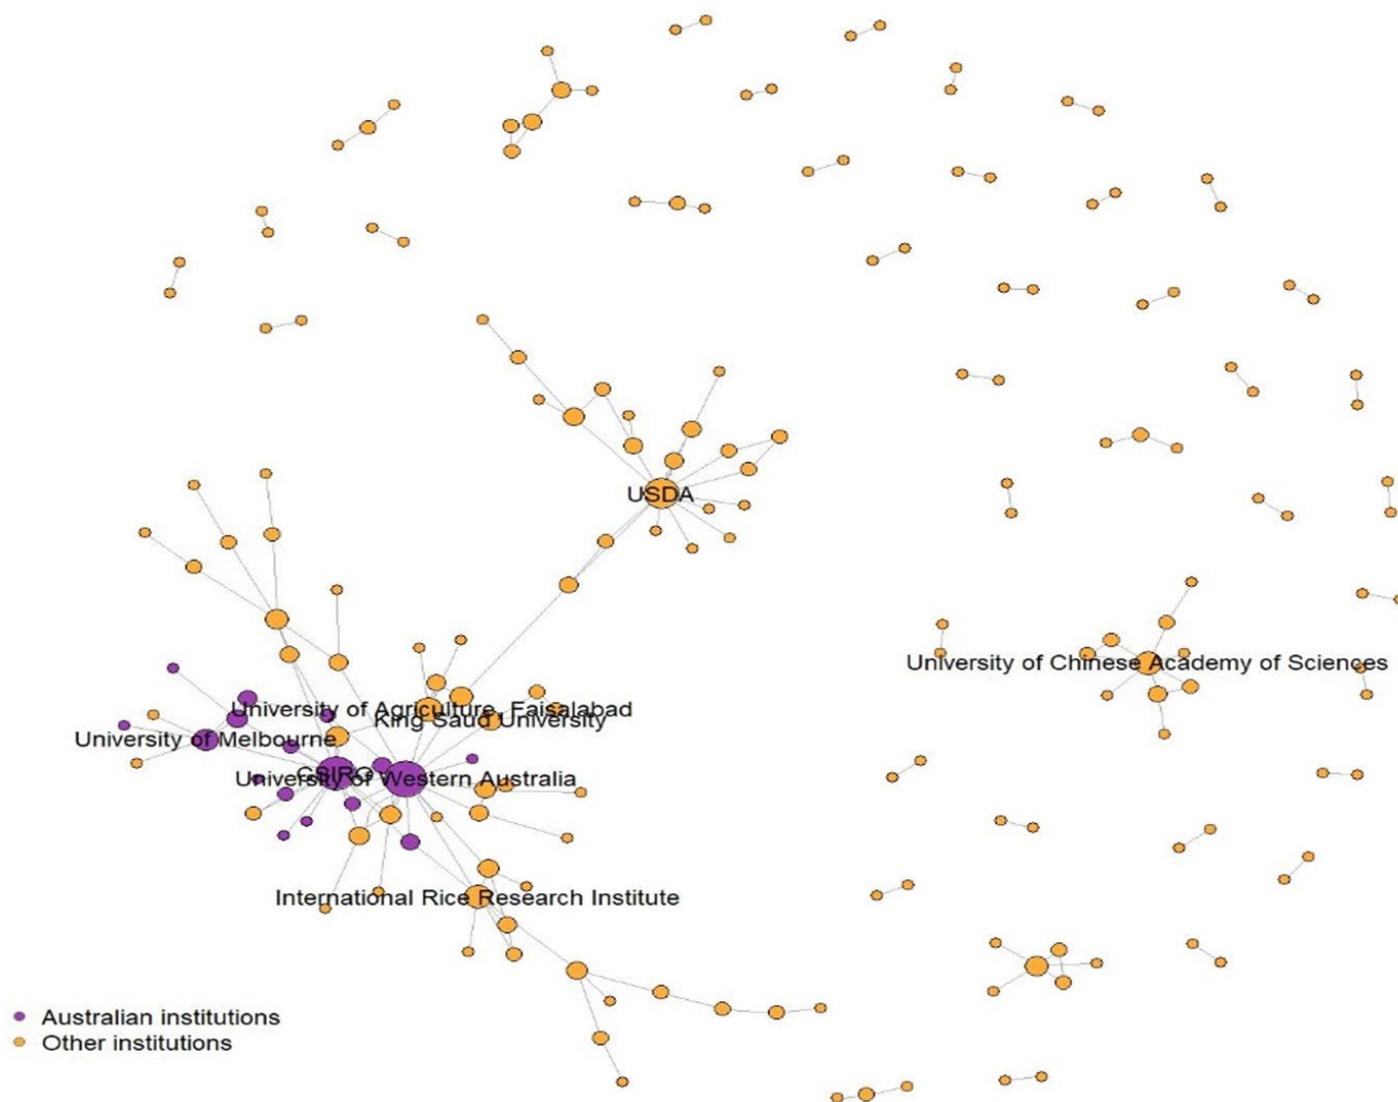 USDA
University of Chinese Academy of Sciences
University of Agriculture, Faisalabad
King Saud University
University of Melbourne
CSIRO
University of Western Australia
International Rice Research Institute
Australian institutions
Other institutions